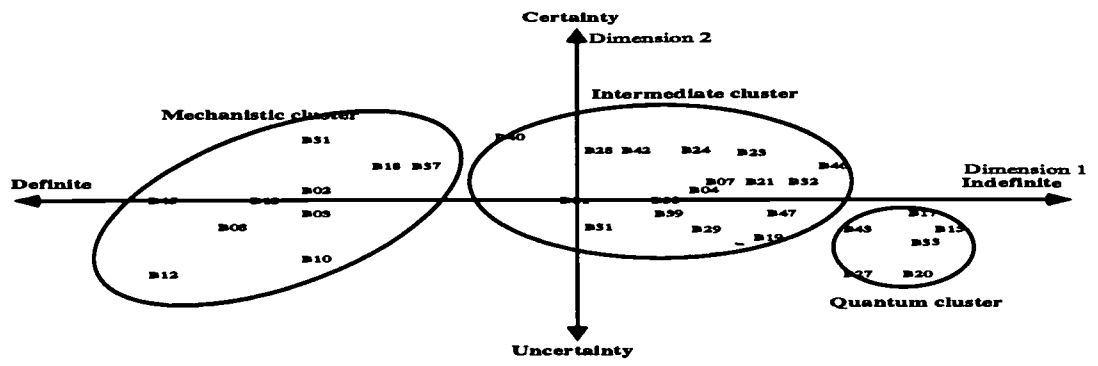 Certainty
Dimension 2
Intermediate cluster
Mechanistic cluster
B31
B40
B28 B42 B24 B25
B18 B37
B46
Definite
Dimension 1
Indefinite
B02
B04 B07 B21 B32
B03
B39
B47
B08
B31
B29
B19
B43
B17
B15
B33
B12
B10
B27 B20
Quantum cluster
Uncertainty